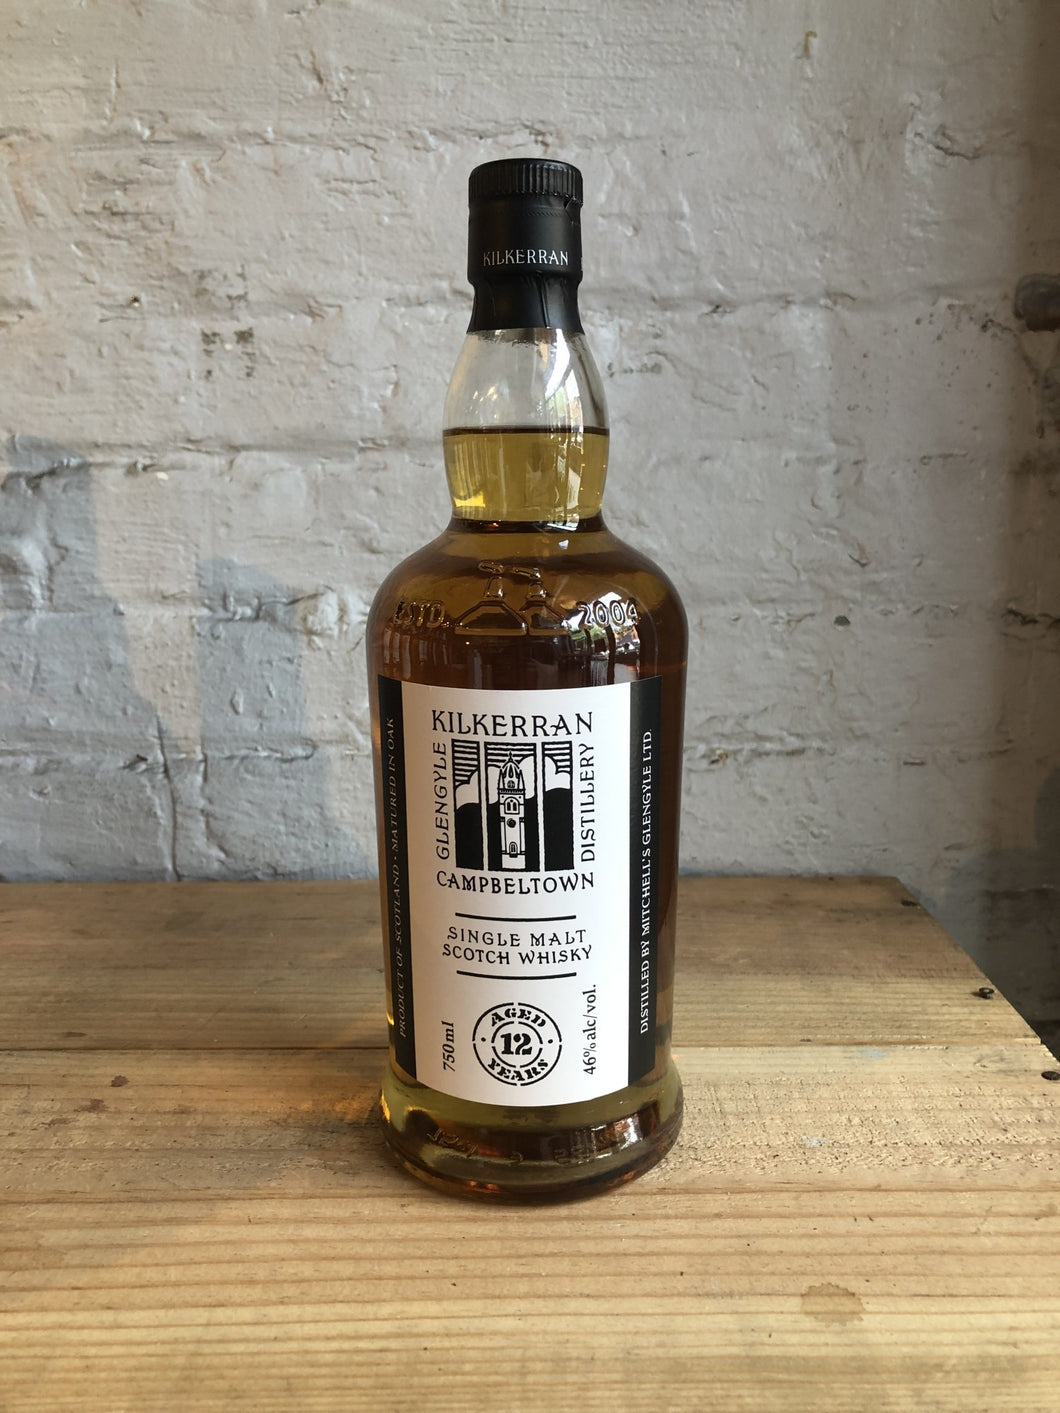 KILKERRAN
ESTD. 2004
KILKERRAN
GLENGYLE
DISTILLERY
CAMPBELTOWN
SINGLE MALT
SCOTCH WHISKY
750ml
AGED
12
YEARS
46%alc/vol.
PRODUCT OF SCOTLAND · MATURED IN OAK
DISTILLED BY MITCHELL'S GLENGYLE LTD.